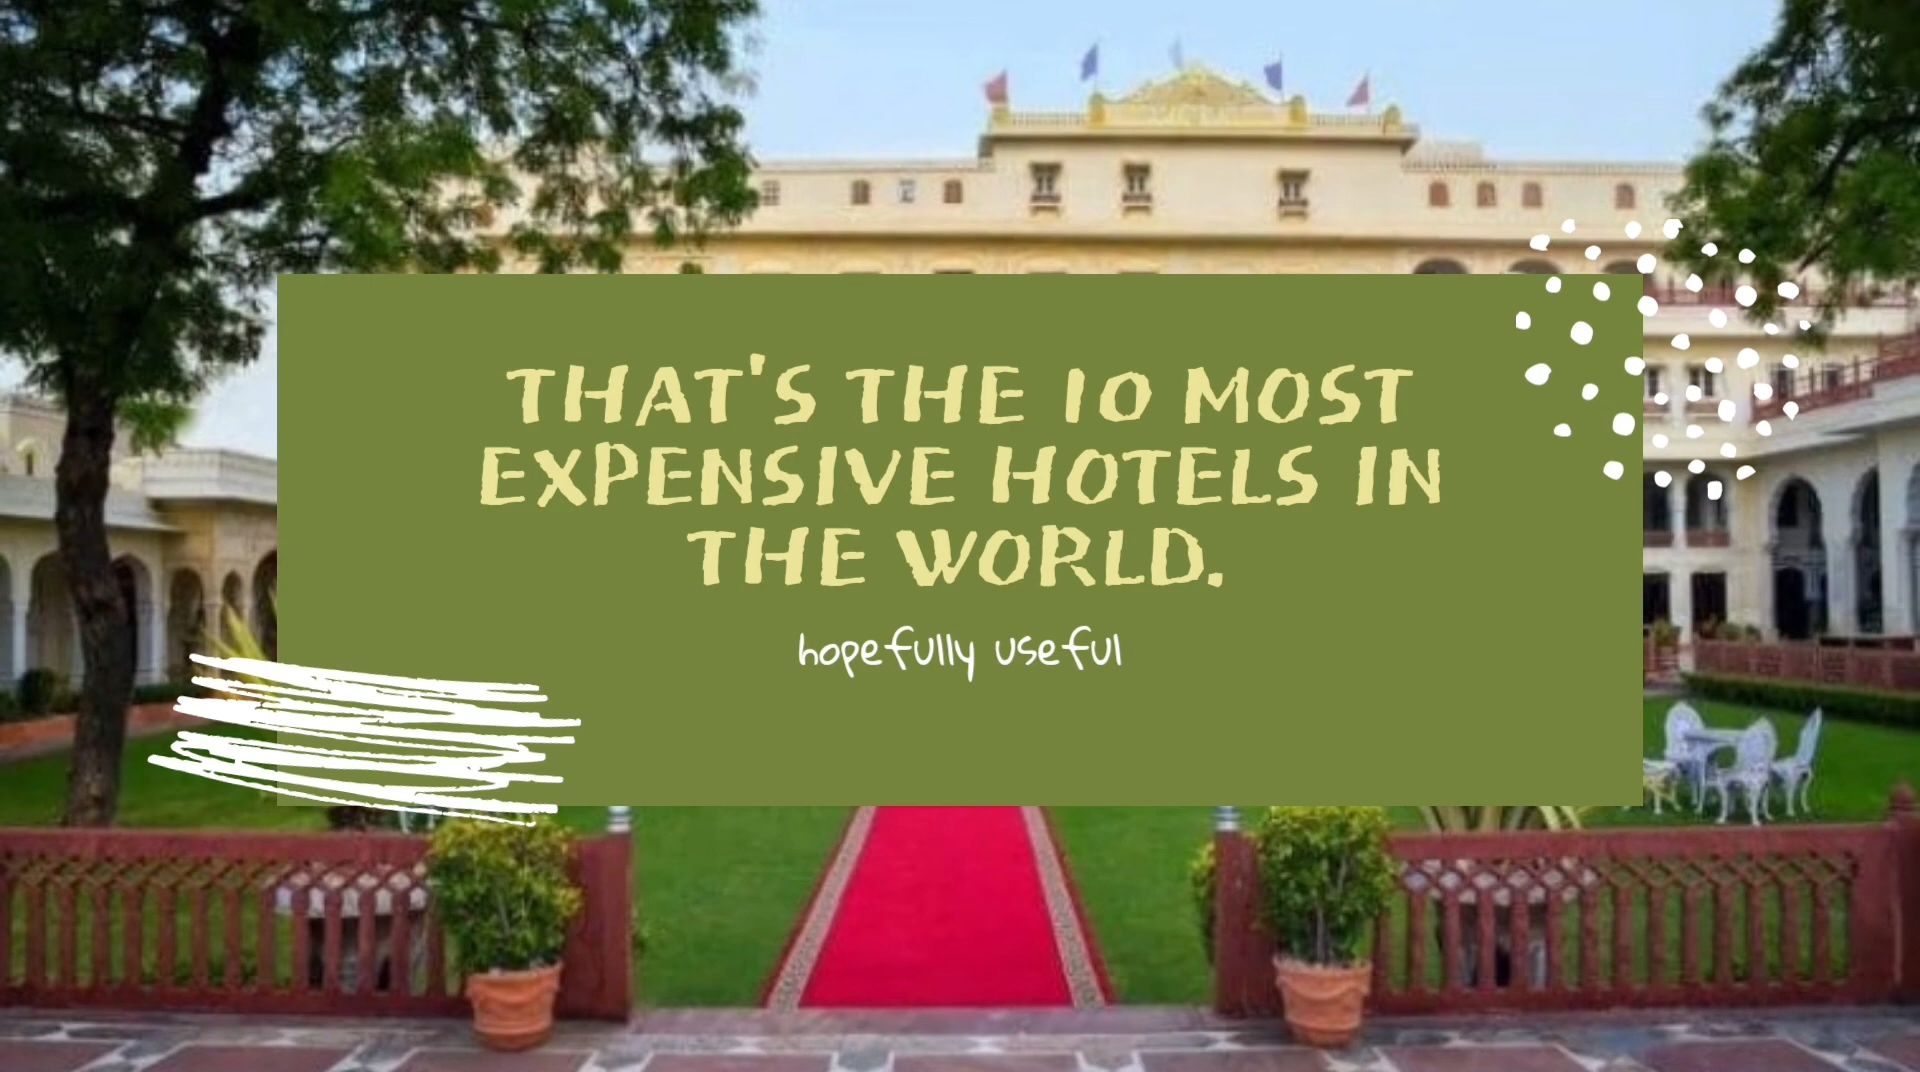 THAT'S THE 10 MOST
EXPENSIVE HOTELS IN
THE WORLD.
hopefully useful